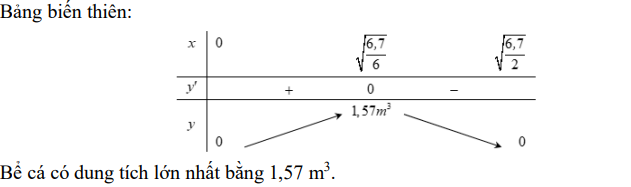 Bảng biến thiên:
x 0 √(6,7/6) √(6,7/2)
y' + 0 −
1,57m³
y
0 0
Bể cá có dung tích lớn nhất bằng 1,57 m³.